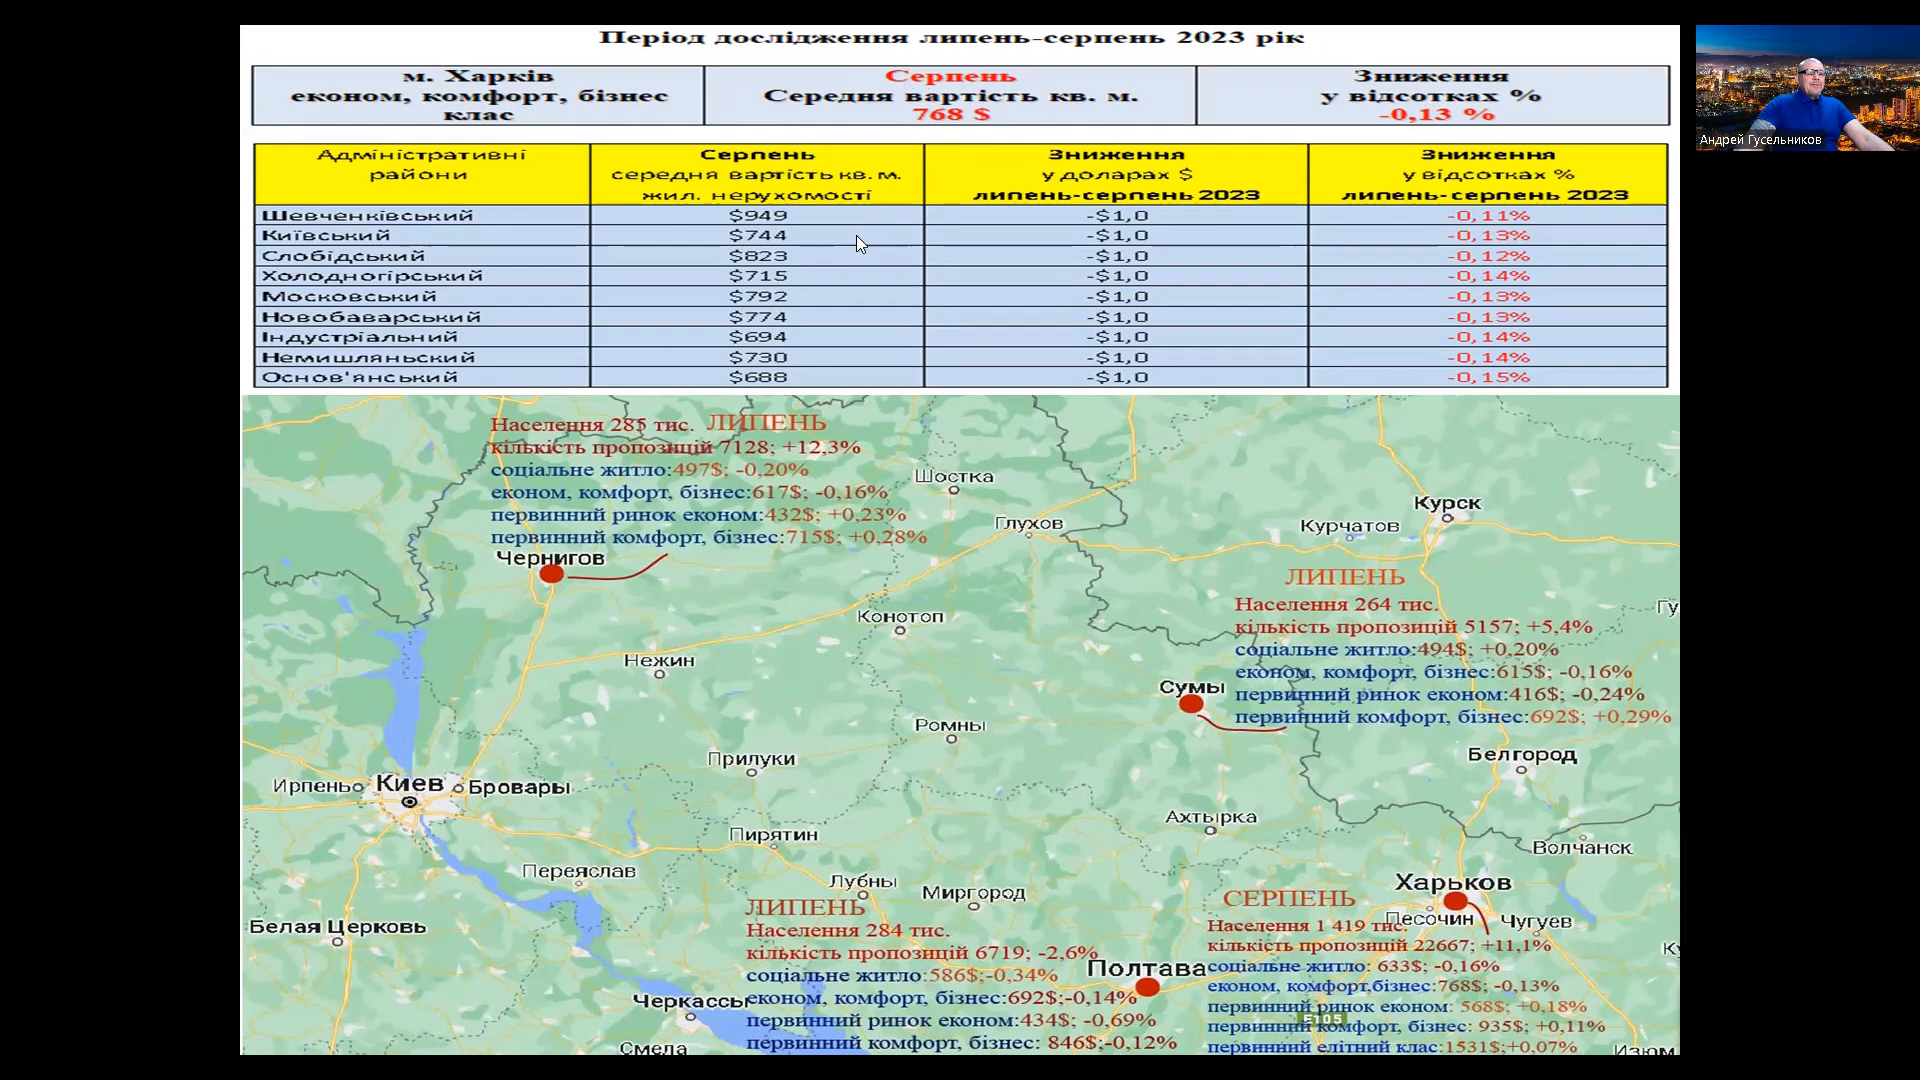 Період дослідження липень-серпень 2023 рік
м. Харків
економ, комфорт, бізнес
клас
Серпень
Середня вартість кв. м.
768 $
Зниження
у відсотках %
-0,13 %
Адміністративні
райони
Серпень
середня вартість кв. м.
жил. нерухомості
Зниження
у доларах $
липень-серпень 2023
Зниження
у відсотках %
липень-серпень 2023
Шевченківський $949 -$1,0 -0,11%
Київський $744 -$1,0 -0,13%
Слобідський $823 -$1,0 -0,12%
Холодногірський $715 -$1,0 -0,14%
Московський $792 -$1,0 -0,13%
Новобаварський $774 -$1,0 -0,13%
Індустріальний $694 -$1,0 -0,14%
Немишляньский $730 -$1,0 -0,14%
Основ'янський $688 -$1,0 -0,15%
Андрей Гусельников
Населення 285 тис. ЛИПЕНЬ
кількість пропозицій 7128; +12,3%
соціальне житло:497$; -0,20%
економ, комфорт, бізнес:617$; -0,16%
первинний ринок економ:432$; +0,23%
первинний комфорт, бізнес:715$; +0,28%
Чернигов
Шостка
Глухов
Курск
Курчатов
ЛИПЕНЬ
Населення 264 тис.
кількість пропозицій 5157; +5,4%
соціальне житло:494$; +0,20%
економ, комфорт, бізнес:615$; -0,16%
первинний ринок економ:416$; -0,24%
первинний комфорт, бізнес:692$; +0,29%
Гу
Конотоп
Нежин
Сумы
Ромны
Прилуки
Белгород
Ирпень
Киев
Бровары
Пирятин
Ахтырка
Волчанск
Переяслав
Лубны
Миргород
Харьков
Песочин
Чугуев
Белая Церковь
ЛИПЕНЬ
Населення 284 тис.
кількість пропозицій 6719; -2,6%
соціальне житло:586$;-0,34%
економ, комфорт, бізнес:692$;-0,14%
первинний ринок економ:434$; -0,69%
первинний комфорт, бізнес: 846$;-0,12%
Полтава
Черкассы
Смела
СЕРПЕНЬ
Населення 1 419 тис.
кількість пропозицій 22667; +11,1%
соціальне житло: 633$; -0,16%
економ, комфорт,бізнес:768$; -0,13%
первинний ринок економ: 568$; +0,18%
первинний комфорт, бізнес: 935$; +0,11%
первинний елітний клас:1531$;+0,07%
E105
Ку
Изюм